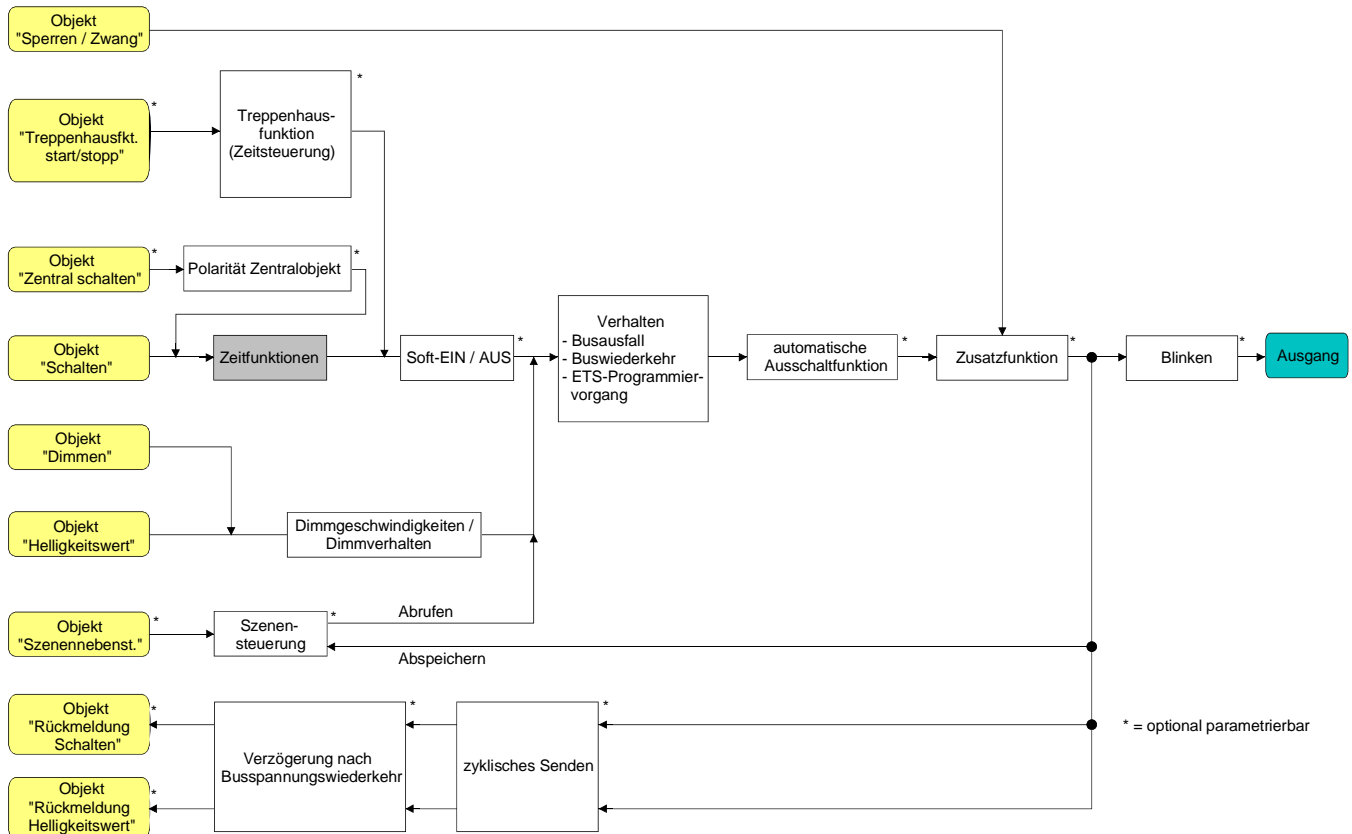 Objekt
"Sperren / Zwang"
*
Objekt
"Treppenhausfkt.
start/stopp"
*
Treppenhaus-
funktion
(Zeitsteuerung)
*
Objekt
"Zentral schalten"
*
Polarität Zentralobjekt
*
Objekt
"Schalten"
Zeitfunktionen
Soft-EIN / AUS
*
Verhalten
- Busausfall
- Buswiederkehr
- ETS-Programmier-
vorgang
automatische
Ausschaltfunktion
*
Zusatzfunktion
*
Blinken
*
Ausgang
Objekt
"Dimmen"
Objekt
"Helligkeitswert"
Dimmgeschwindigkeiten /
Dimmverhalten
Objekt
"Szenennebenst."
*
Szenen-
steuerung
*
Abrufen
Abspeichern
Objekt
"Rückmeldung
Schalten"
*
Objekt
"Rückmeldung
Helligkeitswert"
*
Verzögerung nach
Busspannungswiederkehr
*
zyklisches Senden
* = optional parametrierbar